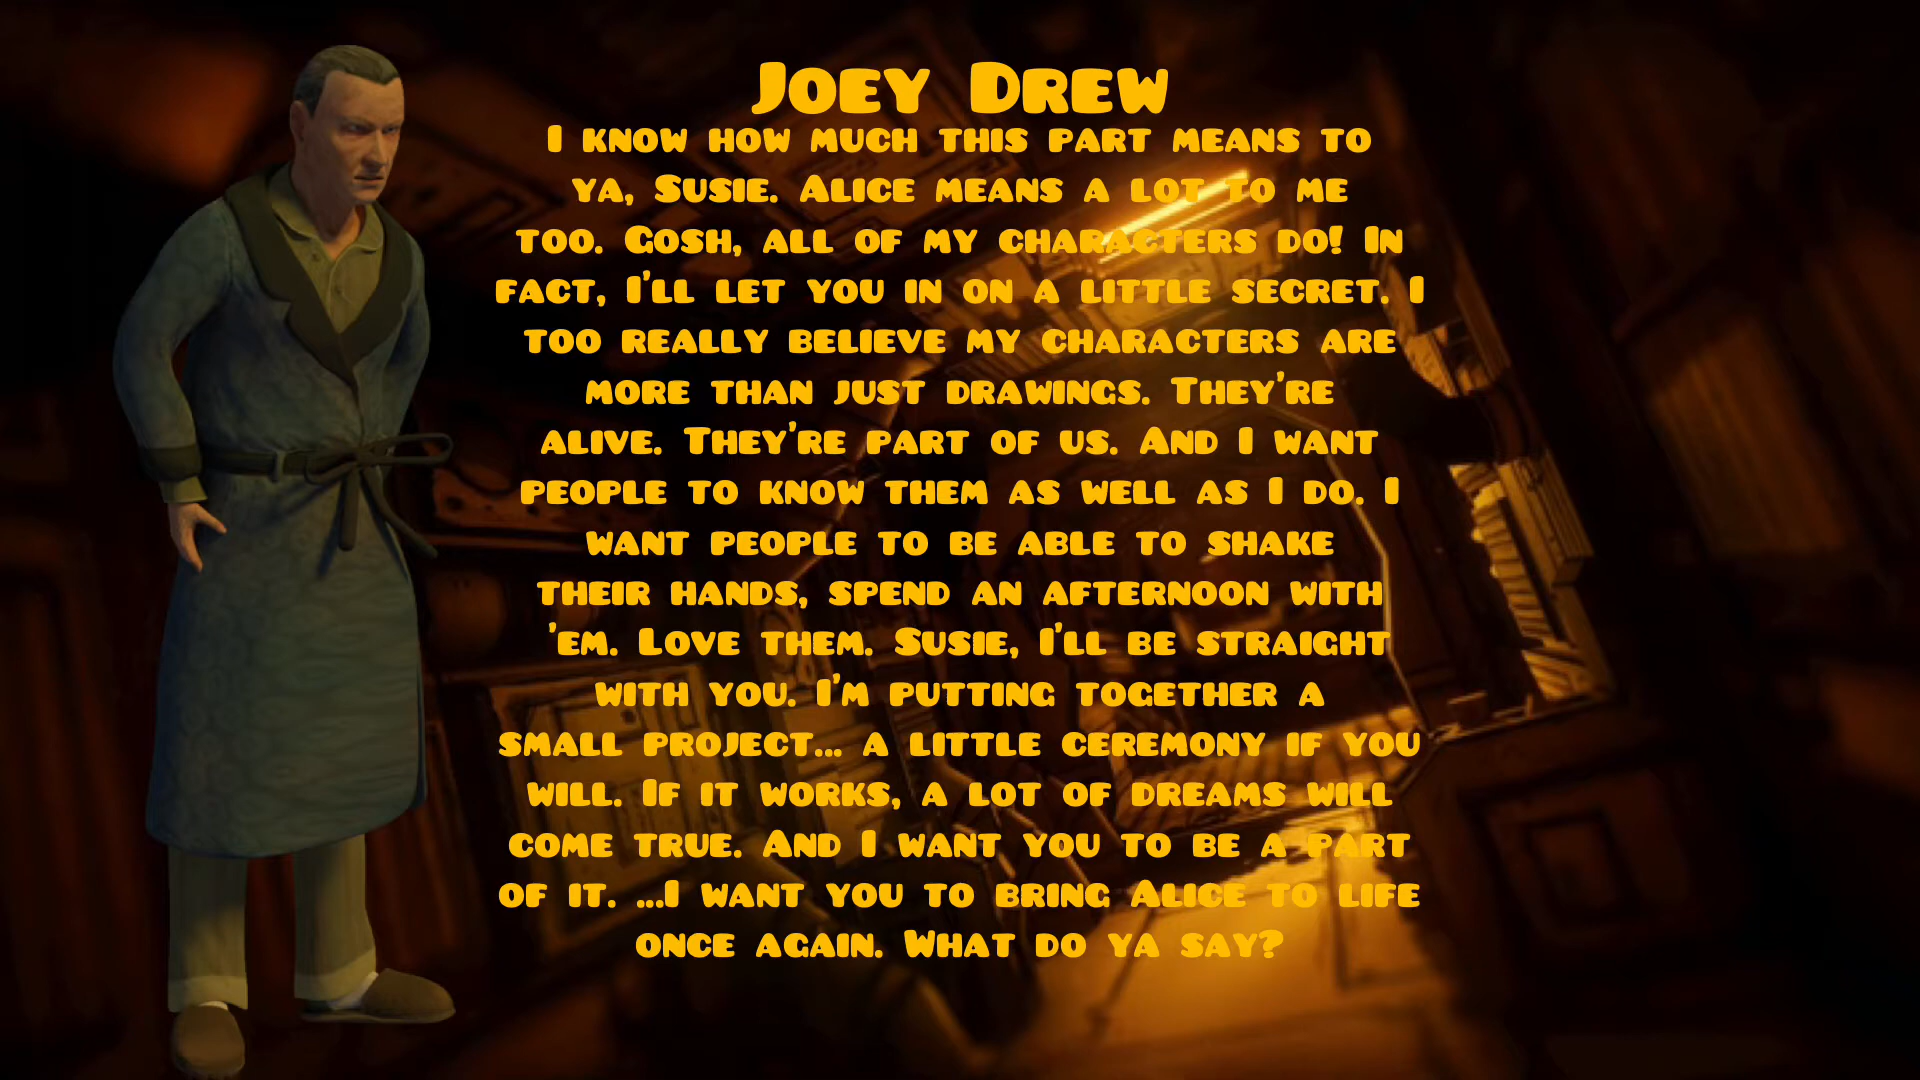 Joey Drew
I know how much this part means to
ya, Susie. Alice means a lot to me
too. Gosh, all of my characters do! In
fact, I'll let you in on a little secret. I
too really believe my characters are
more than just drawings. They're
alive. They're part of us. And I want
people to know them as well as I do. I
want people to be able to shake
their hands, spend an afternoon with
'em. Love them. Susie, I'll be straight
with you. I'm putting together a
small project... a little ceremony if you
will. If it works, a lot of dreams will
come true. And I want you to be a part
of it. ...I want you to bring Alice to life
once again. What do ya say?